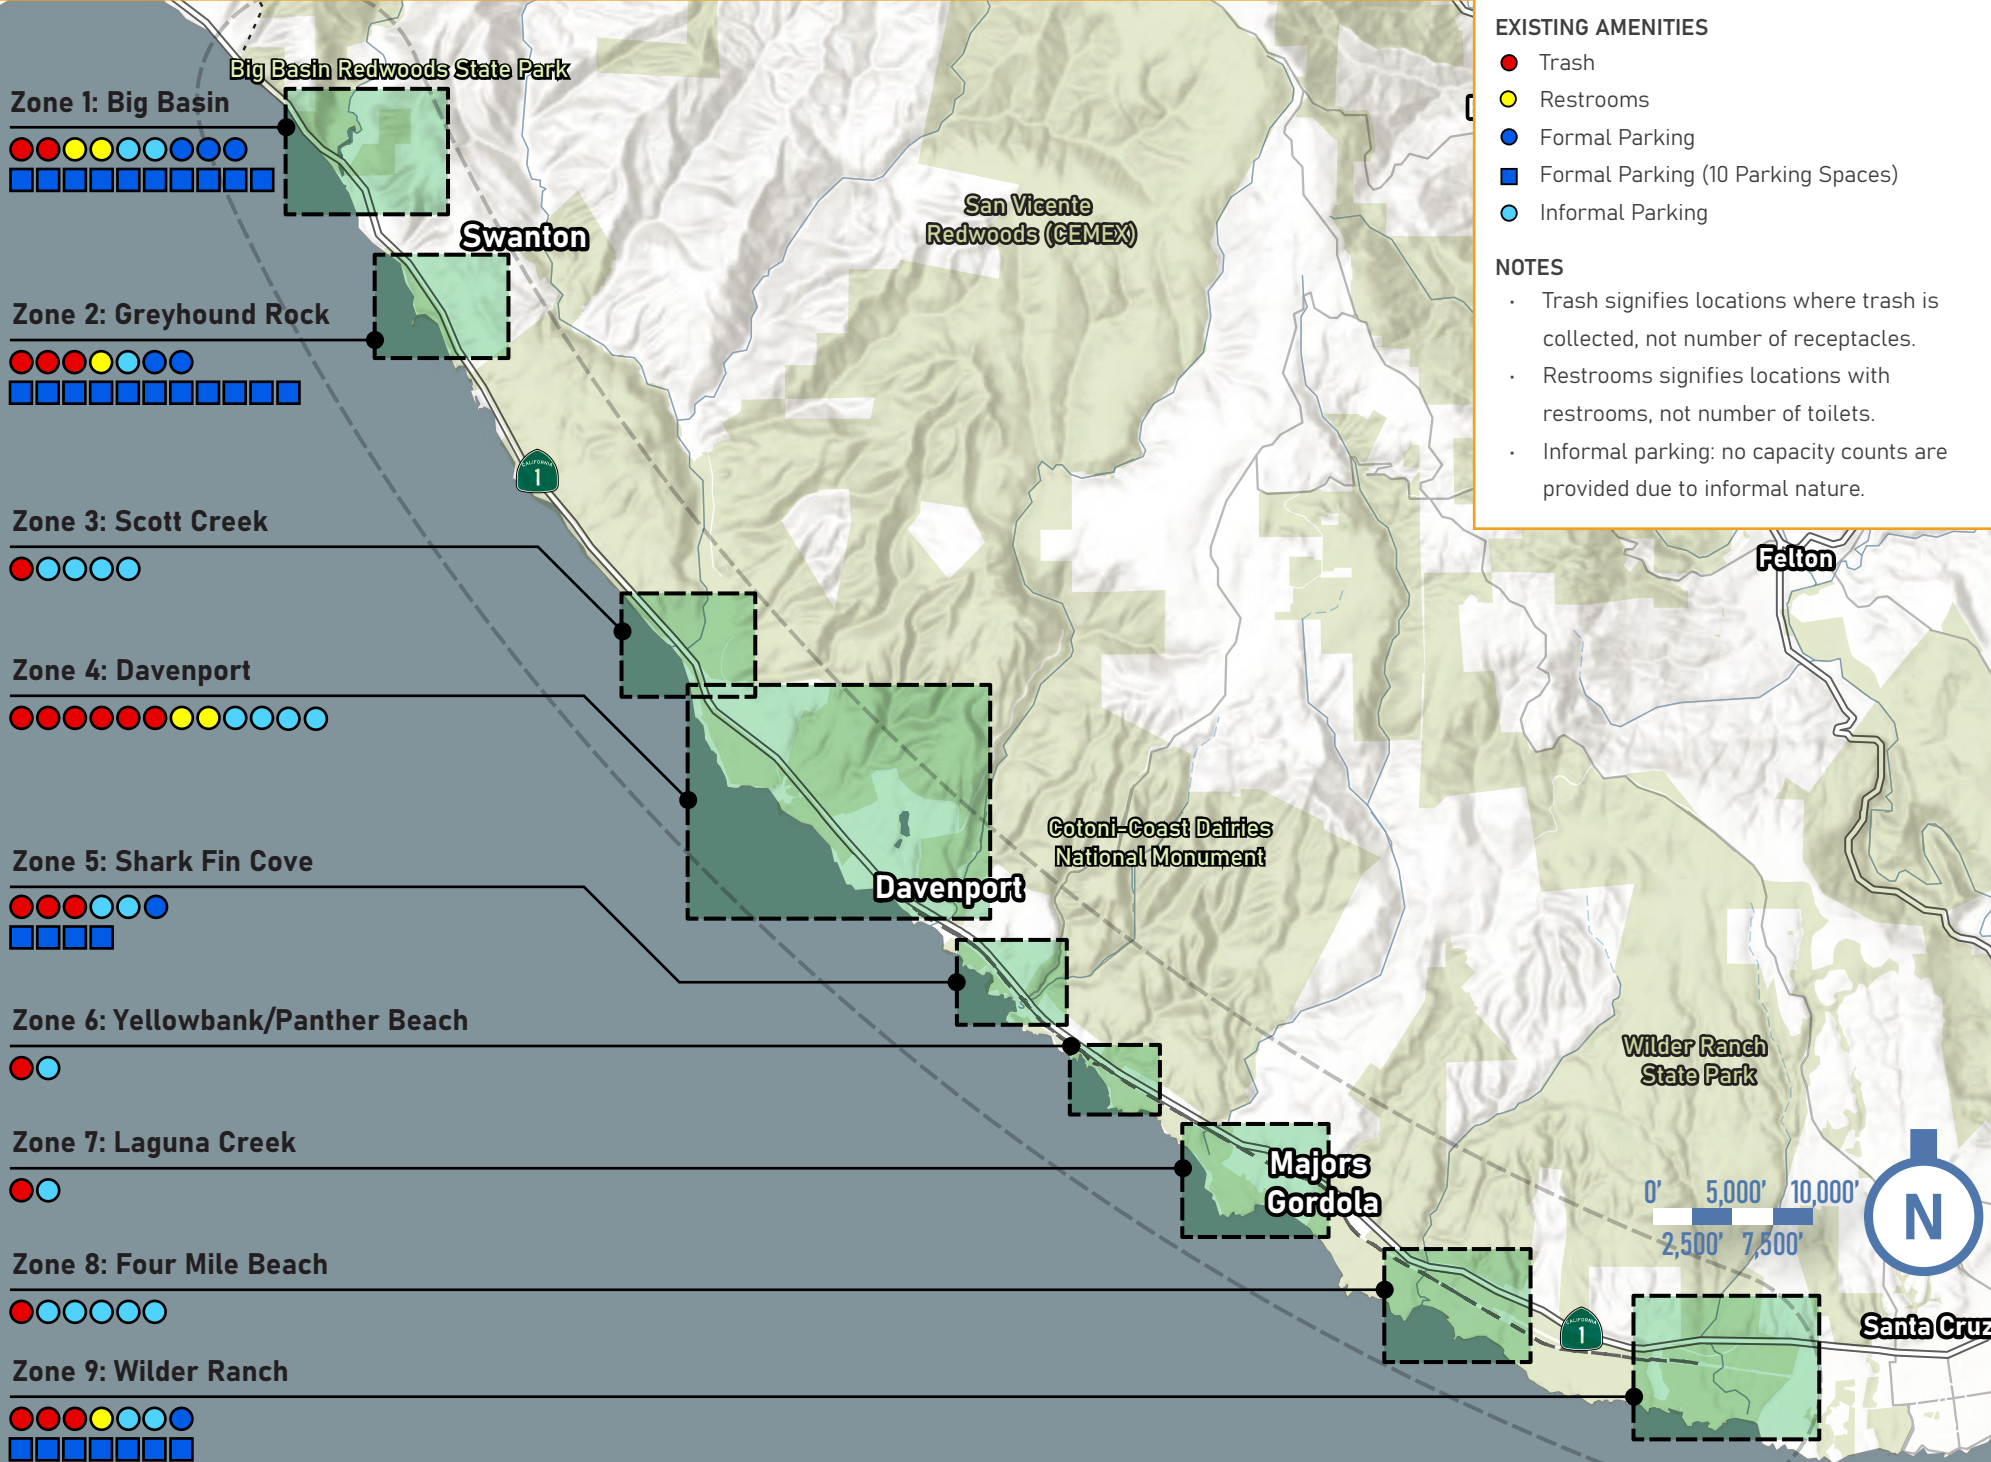 EXISTING AMENITIES
Trash
Restrooms
Formal Parking
Formal Parking (10 Parking Spaces)
Informal Parking
NOTES
· Trash signifies locations where trash is
collected, not number of receptacles.
· Restrooms signifies locations with
restrooms, not number of toilets.
· Informal parking: no capacity counts are
provided due to informal nature.
Big Basin Redwoods State Park
Zone 1: Big Basin
San Vicente
Redwoods (CEMEX)
Swanton
Zone 2: Greyhound Rock
CALIFORNIA
1
Zone 3: Scott Creek
Felton
Zone 4: Davenport
Cotoni-Coast Dairies
National Monument
Zone 5: Shark Fin Cove
Davenport
Zone 6: Yellowbank/Panther Beach
Wilder Ranch
State Park
Zone 7: Laguna Creek
Majors
Gordola
0' 5,000' 10,000'
2,500' 7,500'
N
Zone 8: Four Mile Beach
CALIFORNIA
1
Santa Cruz
Zone 9: Wilder Ranch